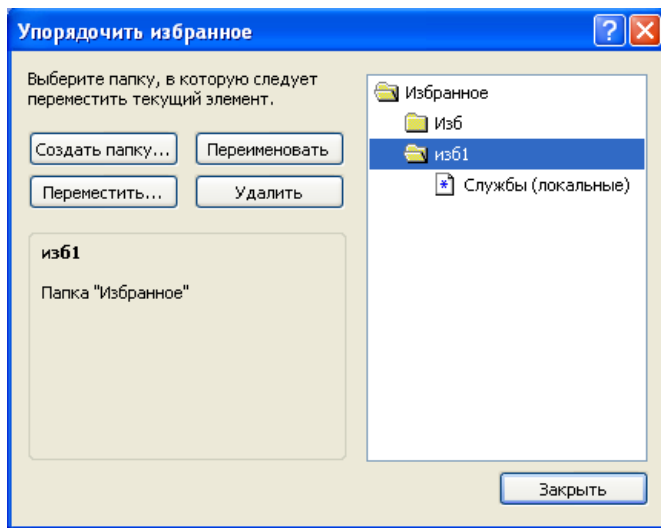 Упорядочить избранное
Выберите папку, в которую следует
переместить текущий элемент.
Создать папку...
Переименовать
Переместить...
Удалить
изб1
Папка "Избранное"
Избранное
Изб
изб1
Службы (локальные)
Закрыть